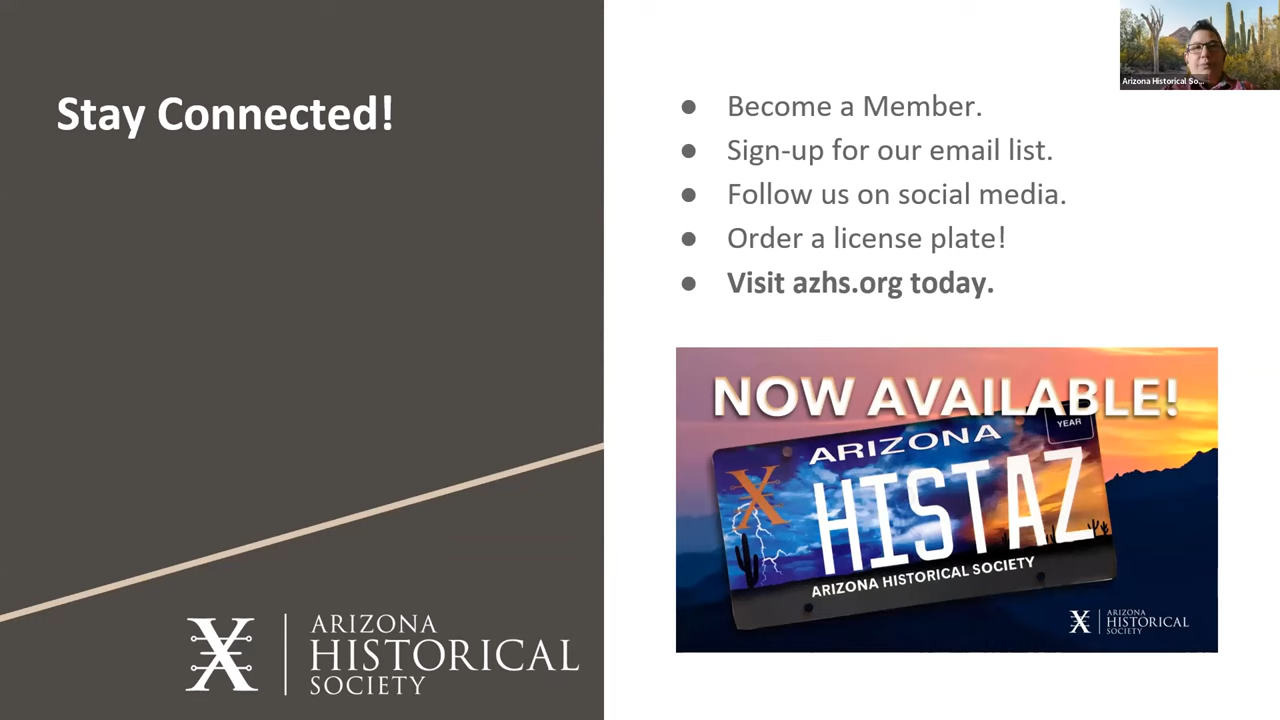 Stay Connected!
● Become a Member.
● Sign-up for our email list.
● Follow us on social media.
● Order a license plate!
● Visit azhs.org today.
Arizona Historical So...
NOW AVAILABLE!
ARIZONA
YEAR
X
HISTAZ
ARIZONA HISTORICAL SOCIETY
X ARIZONA
HISTORICAL
SOCIETY
X ARIZONA
HISTORICAL
SOCIETY